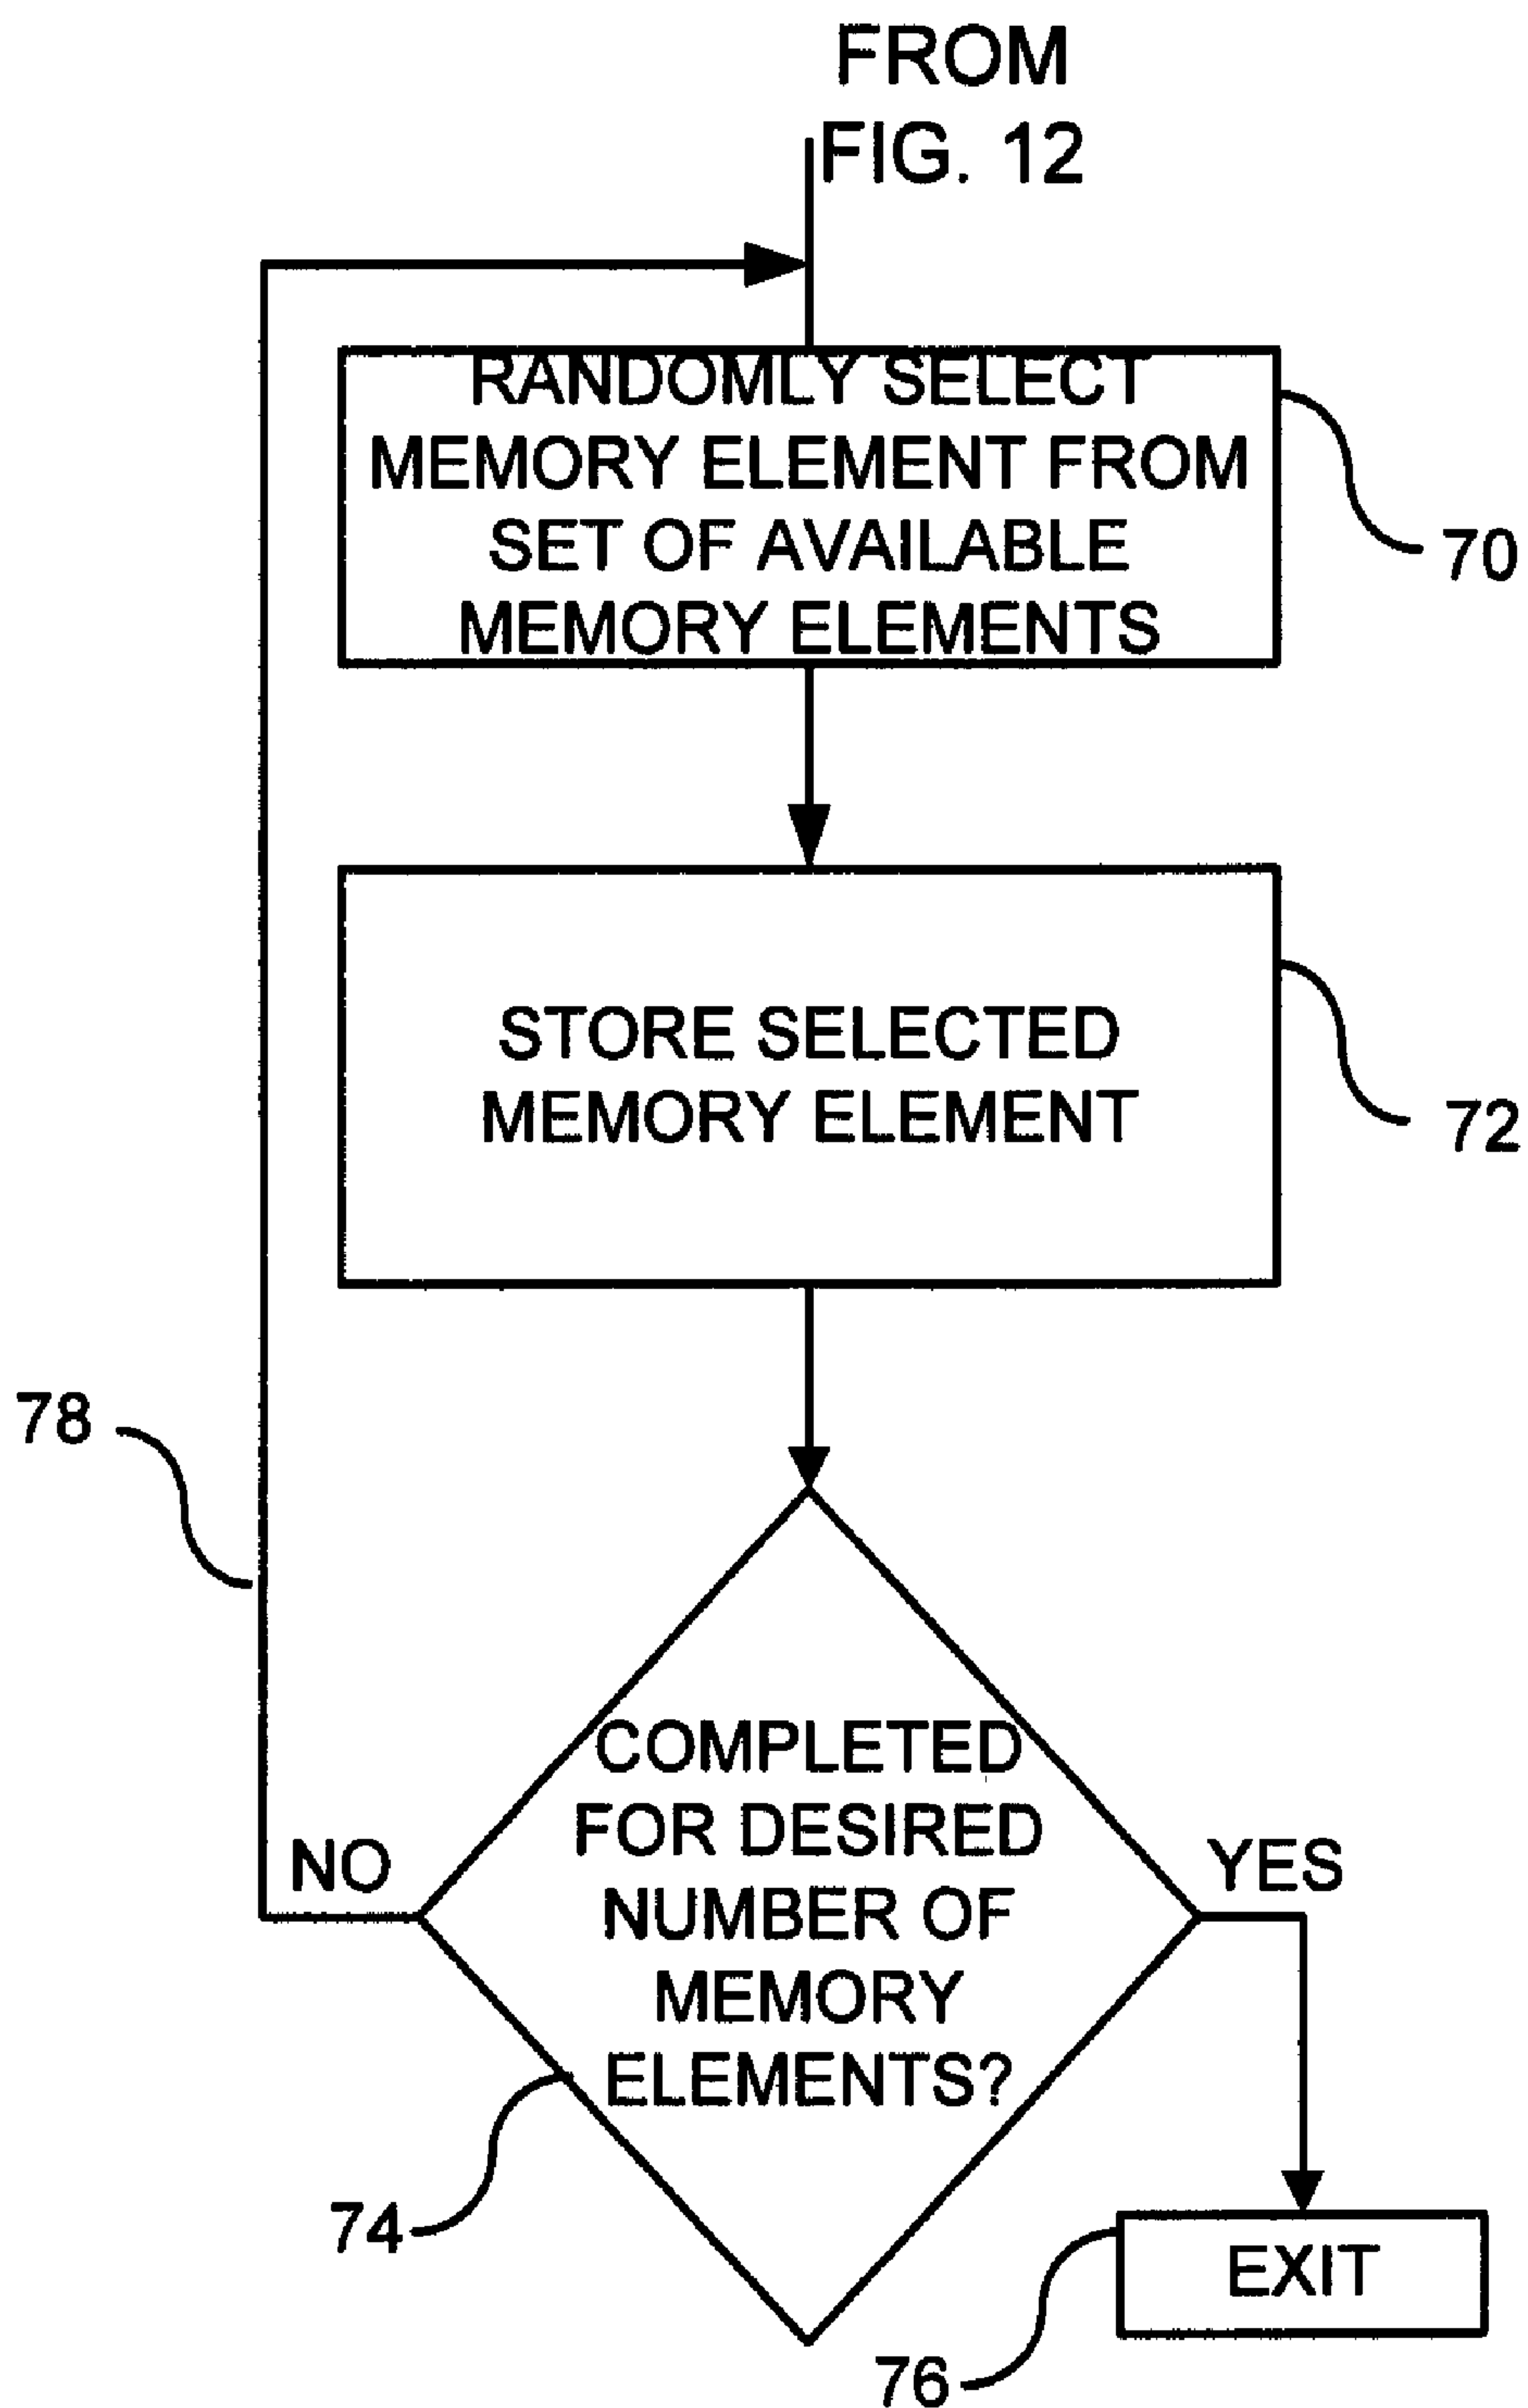 FROM
FIG. 12
RANDOMLY SELECT
MEMORY ELEMENT FROM
SET OF AVAILABLE
MEMORY ELEMENTS
70
STORE SELECTED
MEMORY ELEMENT
72
78
COMPLETED
FOR DESIRED
NUMBER OF
MEMORY
ELEMENTS?
NO
YES
74
EXIT
76